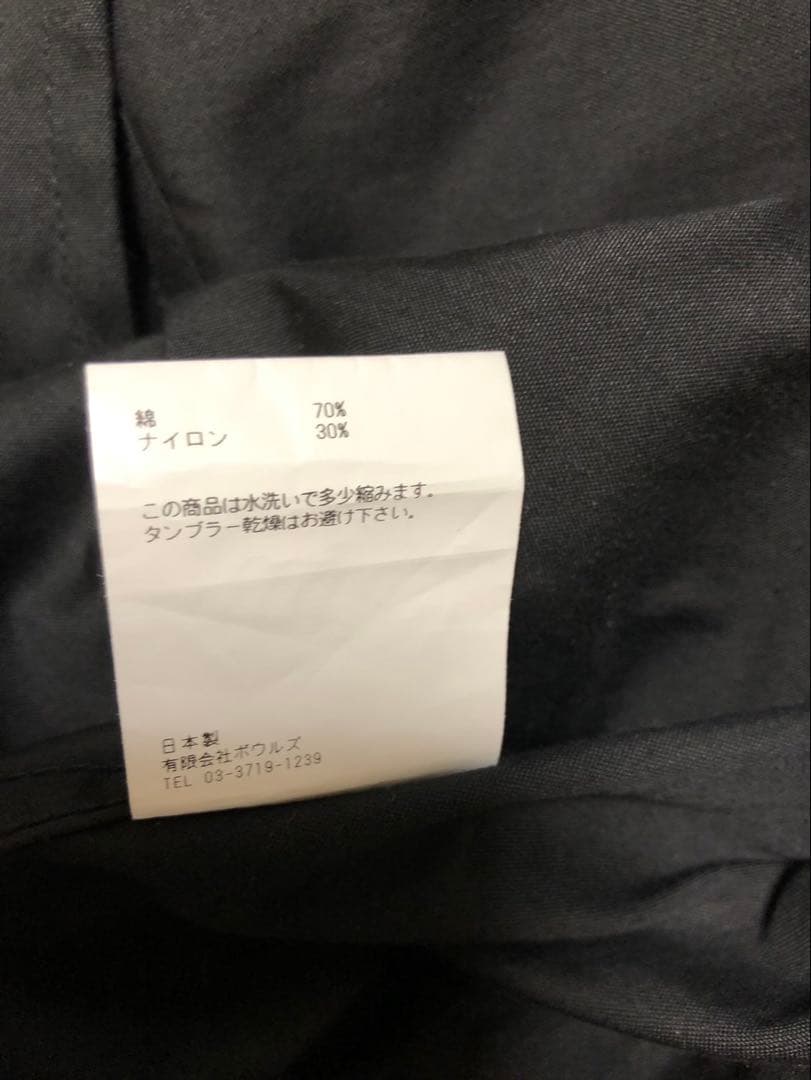 綿 70%
ナイロン 30%
この商品は水洗いで多少縮みます。
タンブラー乾燥はお避け下さい。
日本製
有限会社ボウルズ
TEL 03-3719-1239